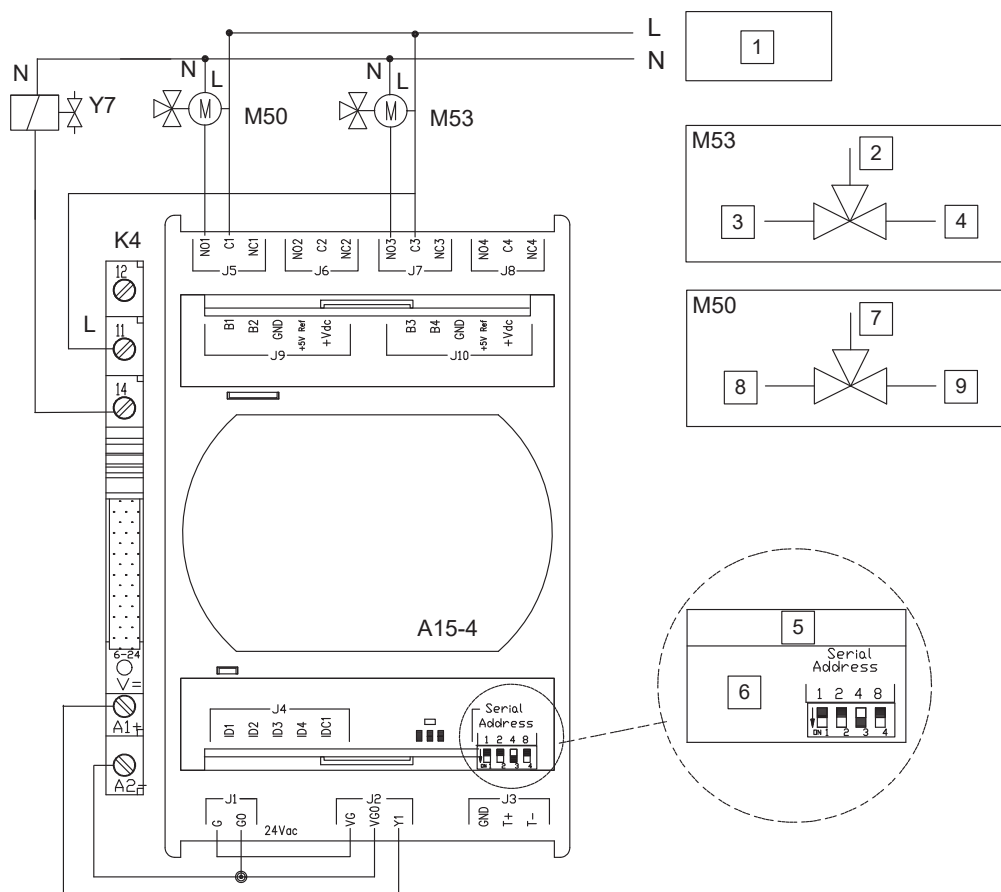 L
N
1
N
N
L
N
L
Y7
M50
M53
M53
2
3
4
K4
12
11
14
L
NO1 C1 NC1
J5
NO2 C2 NC2
J6
NO3 C3 NC3
J7
NO4 C4 NC4
J8
B1 B2 GND +5V Ref +Vdc
J9
B3 B4 GND +5V Ref +Vdc
J10
M50
7
8
9
A15-4
6-24
V=
A1+
A2-
J4
ID1 ID2 ID3 ID4 IDC1
Serial
Address
1 2 4 8
ON 1 2 3 4
5
6
Serial
Address
1 2 4 8
ON 1 2 3 4
J1
G G0
24Vac
J2
VG VG0 Y1
J3
GND T+ T-